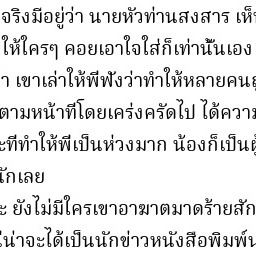 จริงมีอยู่ว่า นายหัวท่านสงสาร เห็
ให้ใครๆ คอยเอาใจใส่ก็เท่านั้นเอง
า เขาเล่าให้พี่ฟังว่าทำให้หลายคน
ตามหน้าที่โดยเคร่งครัดไป ได้ควา
ะที่ทำให้พี่เป็นห่วงมาก น้องก็เป็นผู้
นักเลย
ะ ยังไม่มีใครเขาอาฆาตมาดร้ายสัก
น่าจะได้เป็นนักข่าวหนังสือพิมพ์น